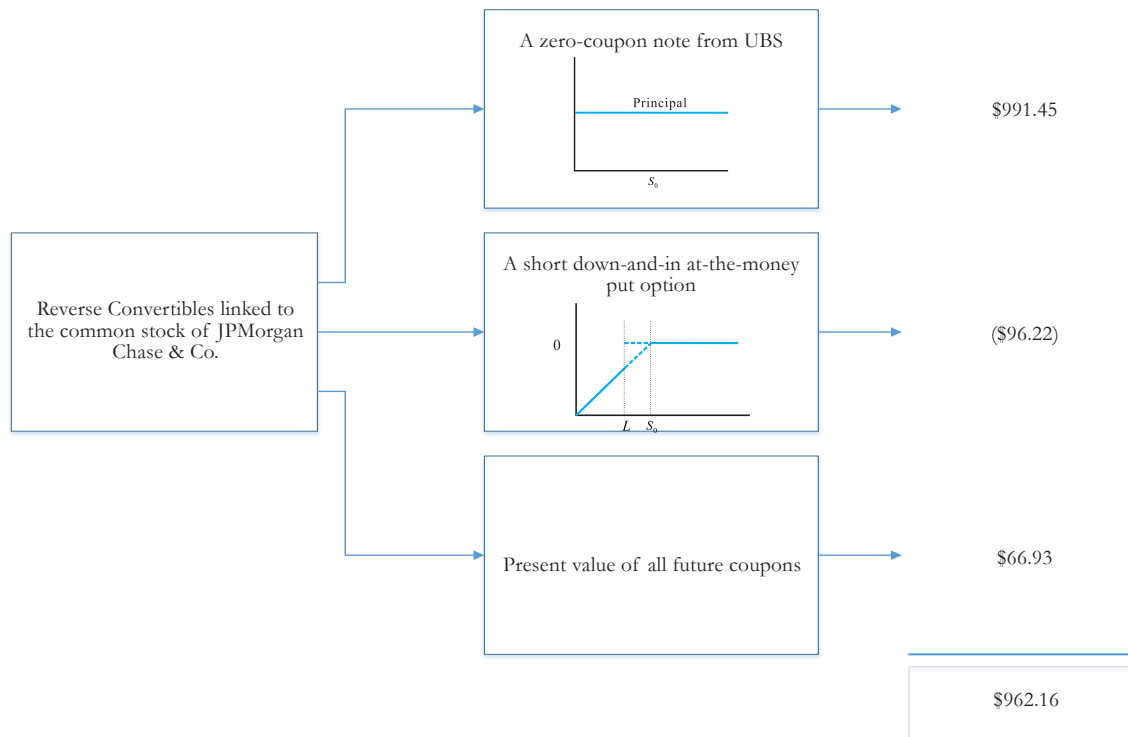 Reverse Convertibles linked to
the common stock of JPMorgan
Chase & Co.
A zero-coupon note from UBS
Principal
S₀
$991.45
A short down-and-in at-the-money
put option
0
L S₀
($96.22)
Present value of all future coupons
$66.93
$962.16